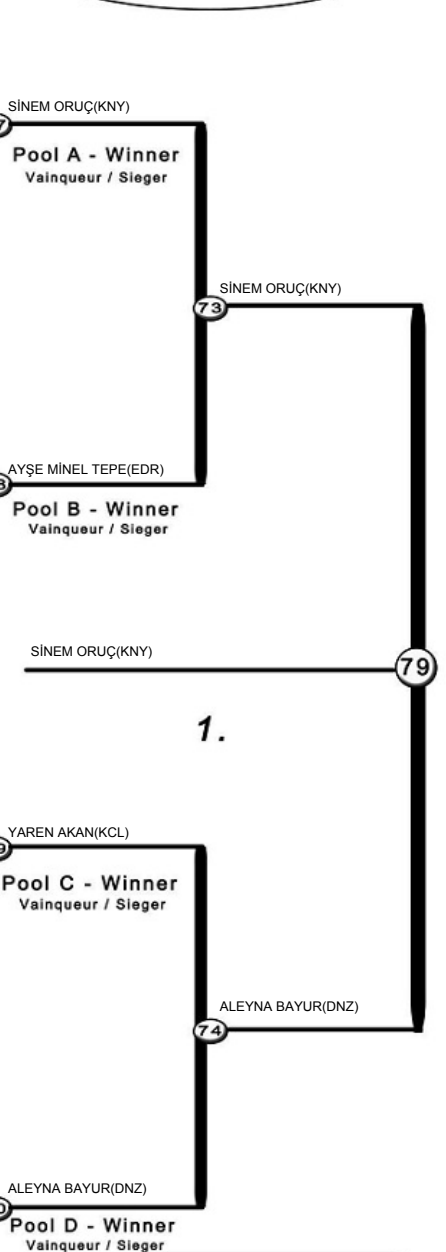 SİNEM ORUÇ(KNY)
Pool A - Winner
Vainqueur / Sieger
SİNEM ORUÇ(KNY)
73
AYŞE MİNEL TEPE(EDR)
Pool B - Winner
Vainqueur / Sieger
SİNEM ORUÇ(KNY)
79
1.
YAREN AKAN(KCL)
Pool C - Winner
Vainqueur / Sieger
ALEYNA BAYUR(DNZ)
74
ALEYNA BAYUR(DNZ)
Pool D - Winner
Vainqueur / Sieger